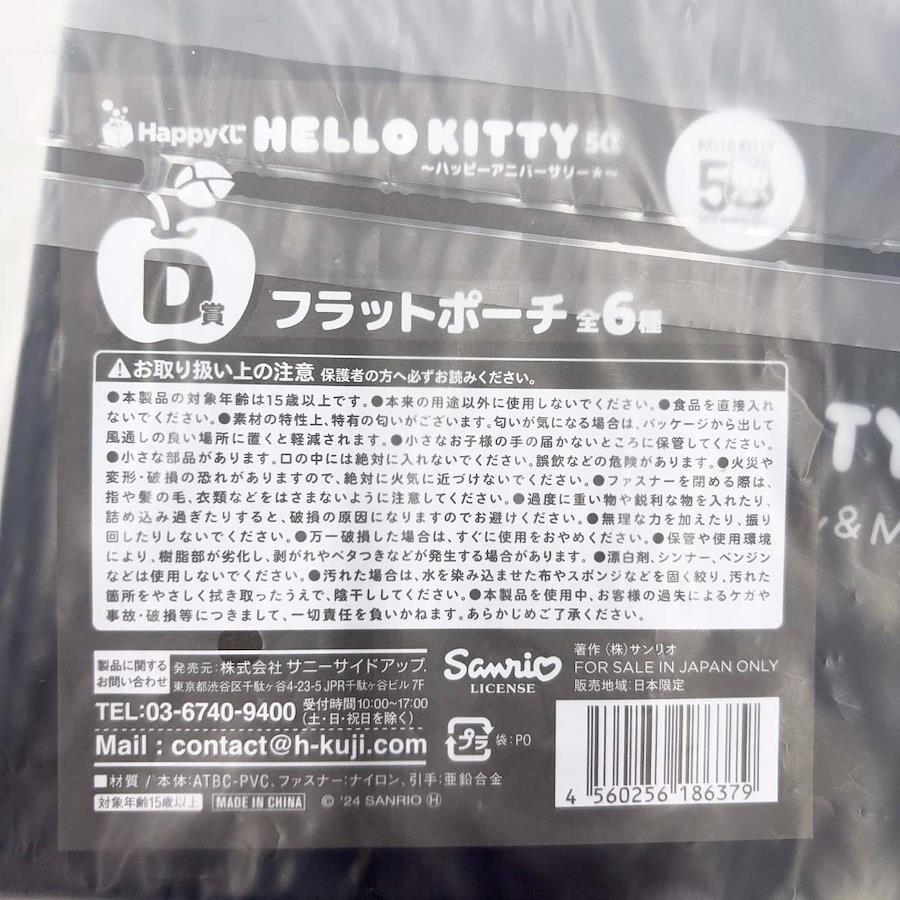 Happyくじ HELLO KITTY 50th
～ハッピーアニバーサリー★～
HELLO KITTY
50
D賞
フラットポーチ 全6種
⚠お取り扱い上の注意 保護者の方へ必ずお読みください。
●本製品の対象年齢は15歳以上です。●本来の用途以外に使用しないでください。●食品を直接入れ
ないでください。●素材の特性上、特有の匂いがございます。匂いが気になる場合は、パッケージから出して
風通しの良い場所に置くと軽減されます。●小さなお子様の手の届かないところに保管してください。
●小さな部品があります。口の中には絶対に入れないでください。誤飲などの危険があります。●火災や
変形・破損の恐れがありますので、絶対に火気に近づけないでください。●ファスナーを閉める際は、
指や髪の毛、衣類などをはさまないように注意してください。●過度に重い物や鋭利な物を入れたり、
詰め込み過ぎたりすると、破損の原因になりますのでお避けください。●無理な力を加えたり、振り
回したりしないでください。●万一破損した場合は、すぐに使用をおやめください。●保管や使用環境
により、樹脂部が劣化し、剥がれやベタつきなどが発生する場合があります。●漂白剤、シンナー、ベンジン
などは使用しないでください。●汚れた場合は、水を染み込ませた布やスポンジなどを固く絞り、汚れた
箇所をやさしく拭き取ったうえで、陰干ししてください。●本製品を使用中、お客様の過失によるケガや
事故・破損等につきまして、一切責任を負いかねます。あらかじめご了承ください。
製品に関する
お問い合わせ
発売元：株式会社 サニーサイドアップ
東京都渋谷区千駄ヶ谷4-23-5 JPR千駄ヶ谷ビル 7F
TEL:03-6740-9400 受付時間10:00~17:00
(土・日・祝日を除く)
Mail : contact@h-kuji.com
■材質 / 本体：ATBC-PVC、ファスナー：ナイロン、引手：亜鉛合金
対象年齢15歳以上 MADE IN CHINA © '24 SANRIO Ⓗ
Sanrio
LICENSE
著作 (株)サンリオ
FOR SALE IN JAPAN ONLY
販売地域：日本限定
プラ 袋：PO
4 560256 186379
TY
& M